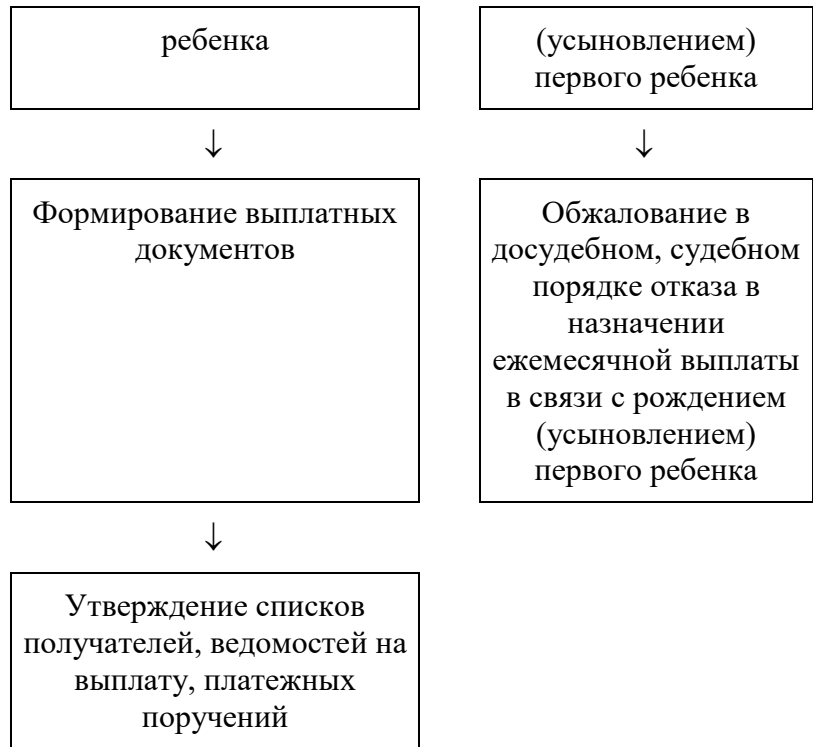 ребенка
(усыновлением)
первого ребенка
↓
↓
Формирование выплатных
документов
Обжалование в
досудебном, судебном
порядке отказа в
назначении
ежемесячной выплаты
в связи с рождением
(усыновлением)
первого ребенка
↓
Утверждение списков
получателей, ведомостей на
выплату, платежных
поручений